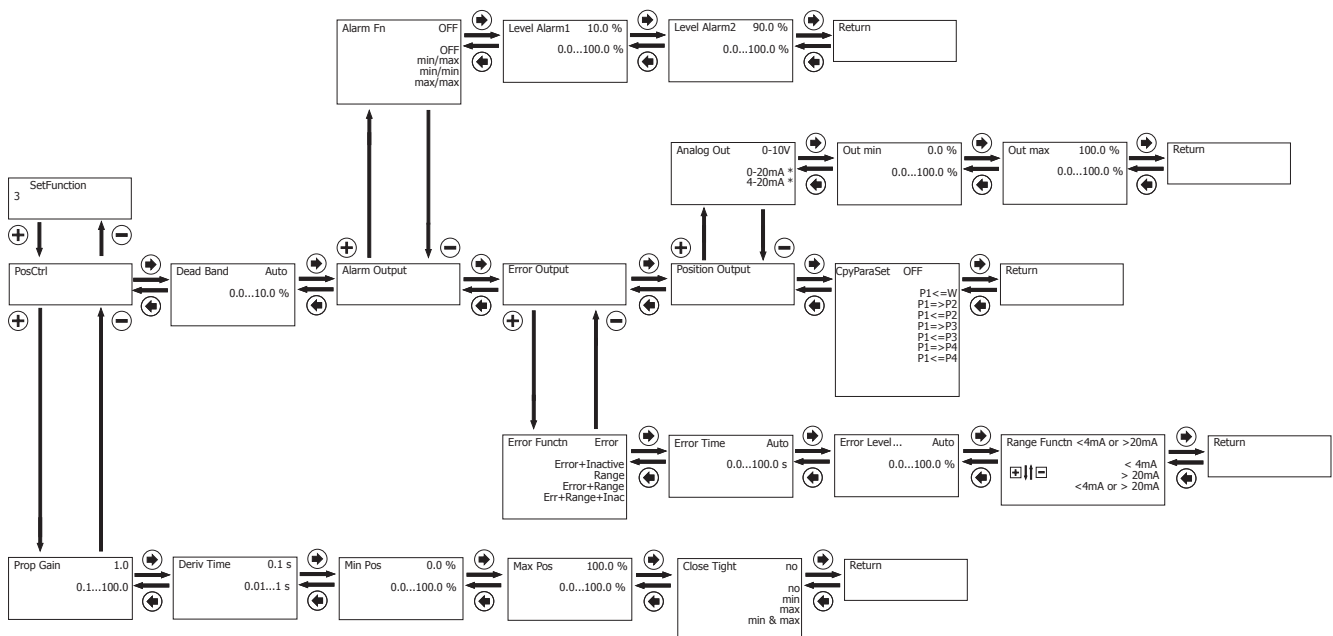 Alarm Fn OFF
OFF
min/max
min/min
max/max
Level Alarm1 10.0 %
0.0...100.0 %
Level Alarm2 90.0 %
0.0...100.0 %
Return
Analog Out 0-10V
0-20mA *
4-20mA *
Out min 0.0 %
0.0...100.0 %
Out max 100.0 %
0.0...100.0 %
Return
SetFunction
3
PosCtrl
Dead Band Auto
0.0...10.0 %
Alarm Output
Error Output
Position Output
CpyParaSet OFF
P1<=W
P1=>P2
P1<=P2
P1=>P3
P1<=P3
P1=>P4
P1<=P4
Return
Error Functn Error
Error+Inactive
Range
Error+Range
Err+Range+Inac
Error Time Auto
0.0...100.0 s
Error Level... Auto
0.0...100.0 %
Range Functn <4mA or >20mA
< 4mA
> 20mA
<4mA or > 20mA
Return
Prop Gain 1.0
0.1...100.0
Deriv Time 0.1 s
0.01...1 s
Min Pos 0.0 %
0.0...100.0 %
Max Pos 100.0 %
0.0...100.0 %
Close Tight no
no
min
max
min & max
Return